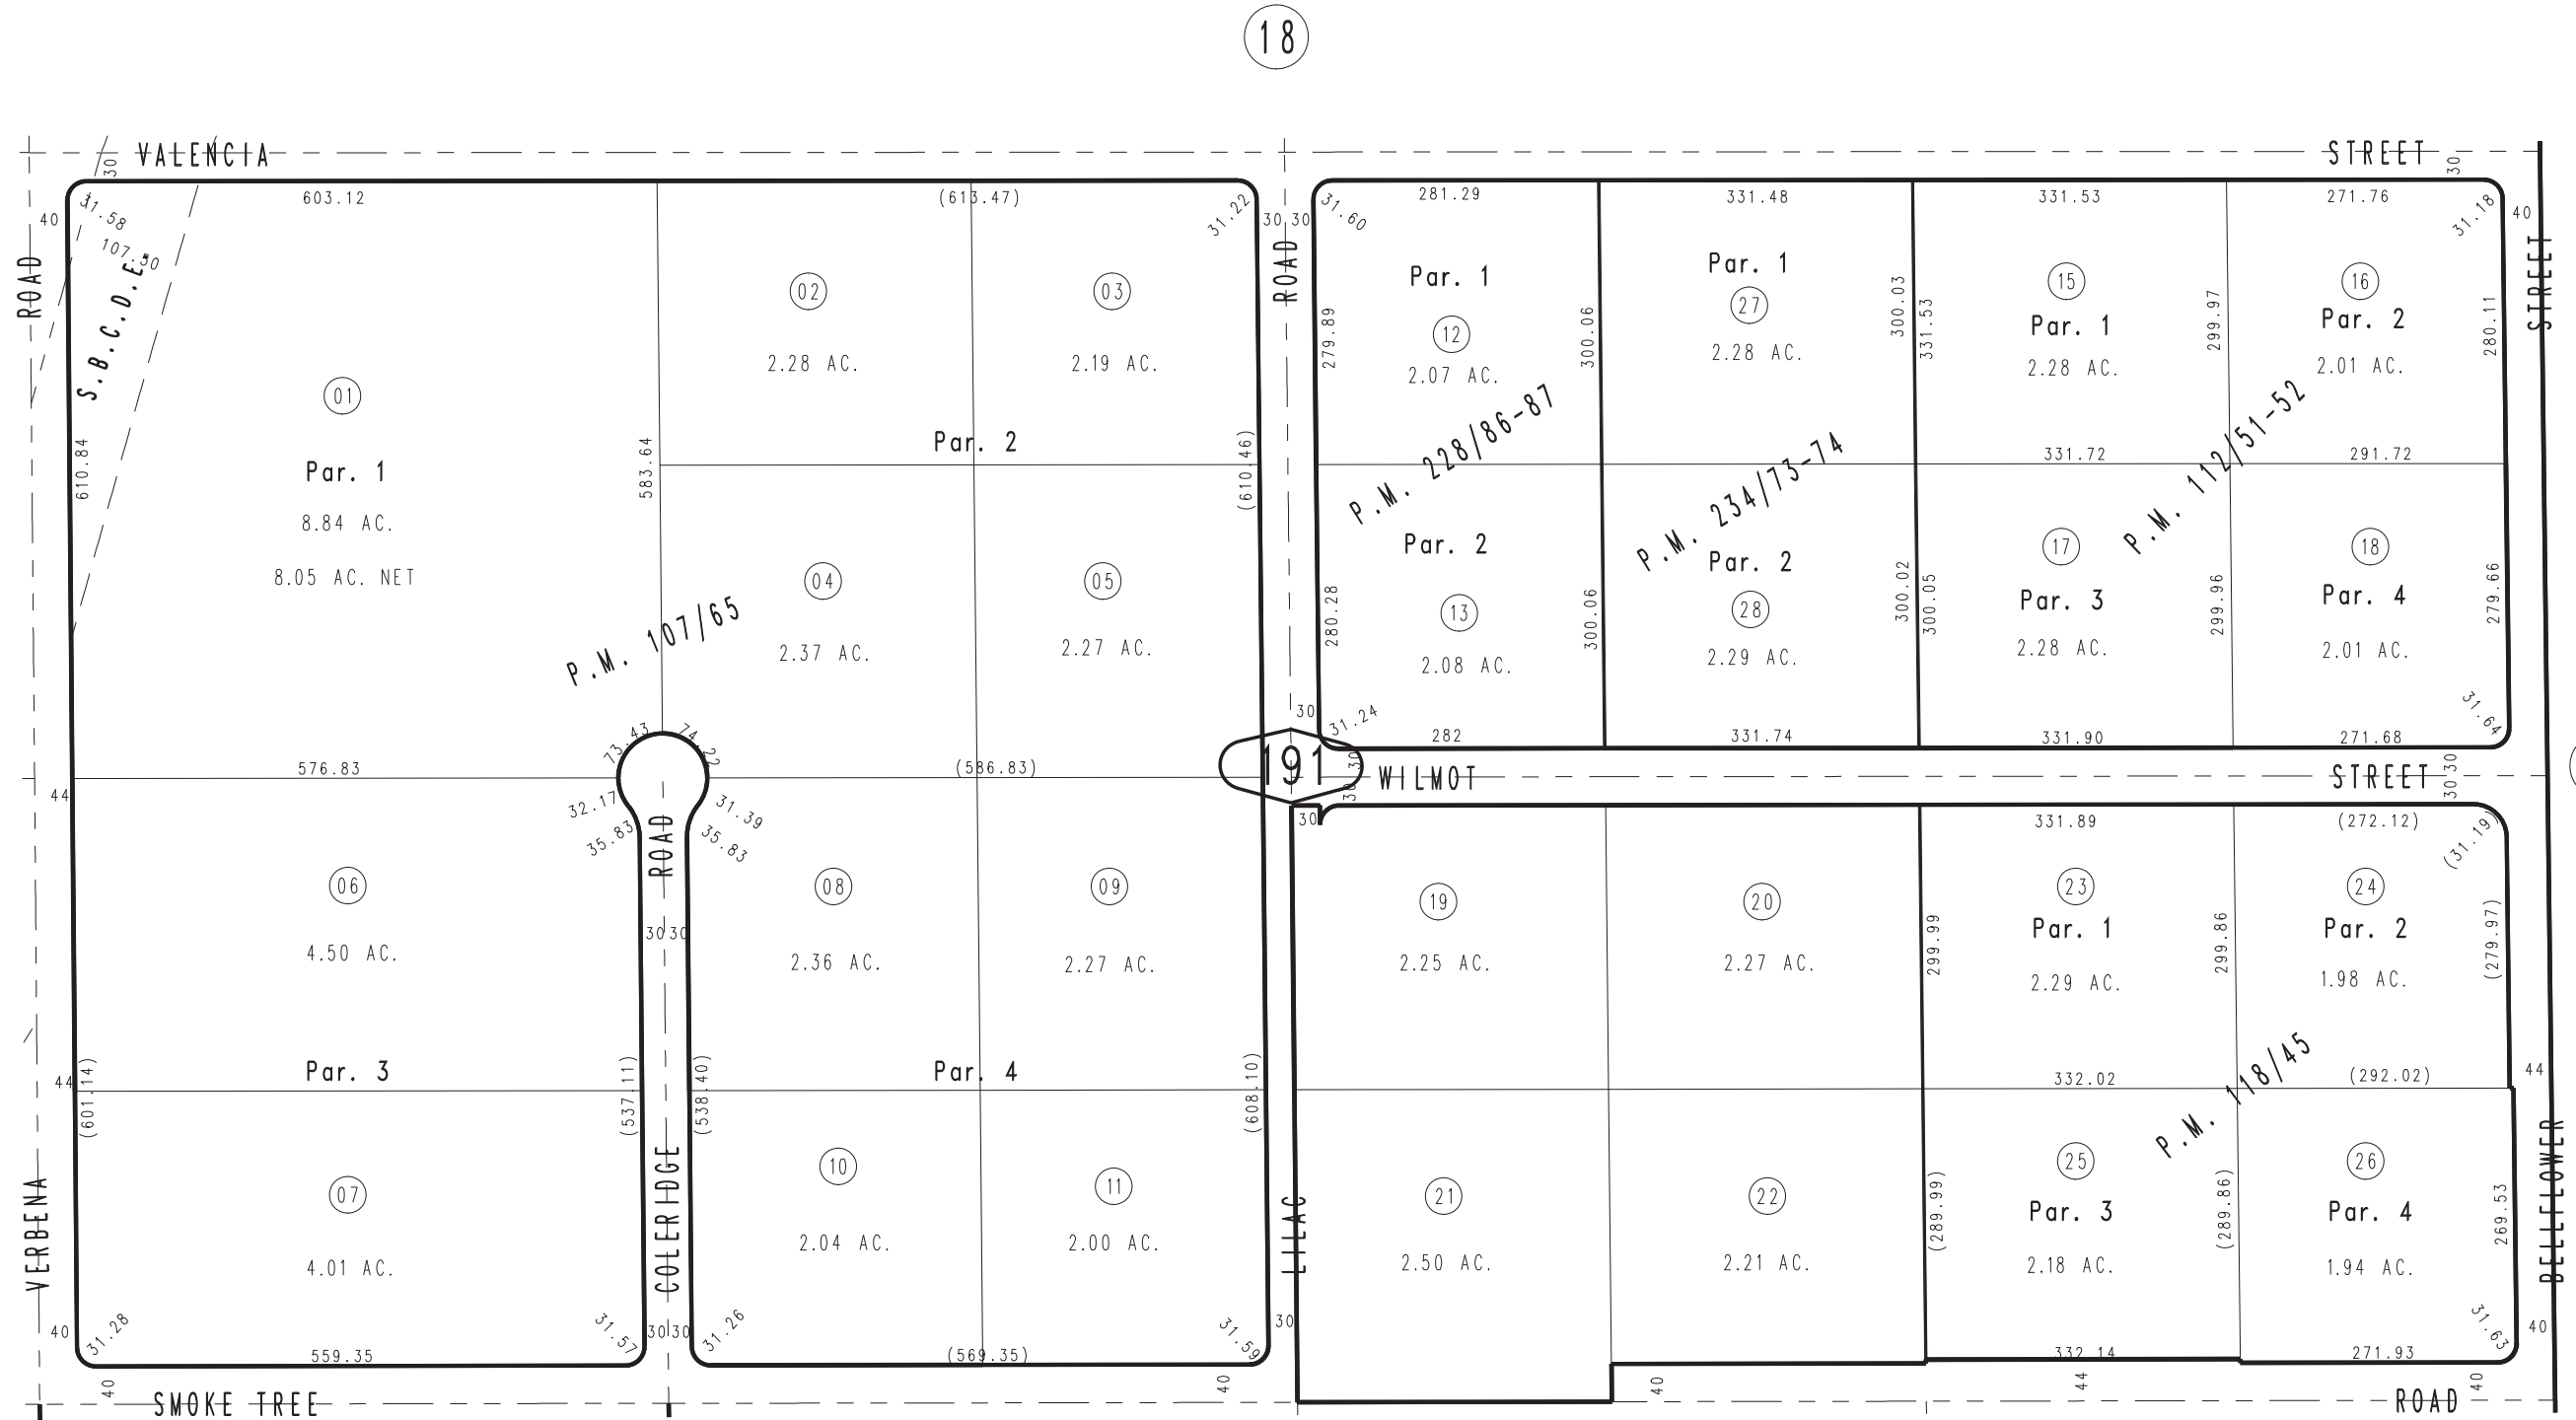 18
VALENCIA
STREET
30
30
603.12
(613.47)
281.29
331.48
331.53
271.76
40
31.58
31.22
30 30
31.60
31.18
40
107.30
S.B.C.D.E.
ROAD
ROAD
STREET
01
Par. 1
8.84 AC.
8.05 AC. NET
610.84
583.64
02
2.28 AC.
03
2.19 AC.
Par. 2
(610.46)
04
2.37 AC.
05
2.27 AC.
P.M. 107/65
Par. 1
12
2.07 AC.
279.89
300.06
Par. 1
27
2.28 AC.
300.03
331.53
15
Par. 1
2.28 AC.
299.97
16
Par. 2
2.01 AC.
280.11
P.M. 228/86-87
P.M. 234/73-74
P.M. 112/51-52
331.72
291.72
Par. 2
13
2.08 AC.
280.28
300.06
Par. 2
28
2.29 AC.
300.02
300.05
17
Par. 3
2.28 AC.
299.96
18
Par. 4
2.01 AC.
279.66
30
31.24
31.64
282
331.74
331.90
271.68
73.43
74.22
576.83
(586.83)
191
30
30
WILMOT
STREET
30 30
44
32.17
35.83
31.39
35.83
ROAD
30
331.89
(272.12)
(31.19)
06
4.50 AC.
30 30
08
2.36 AC.
09
2.27 AC.
19
2.25 AC.
20
2.27 AC.
299.99
23
Par. 1
2.29 AC.
299.86
24
Par. 2
1.98 AC.
(279.97)
P.M. 118/45
44
(601.14)
Par. 3
(537.11)
(538.40)
Par. 4
(608.10)
332.02
(292.02)
44
07
4.01 AC.
10
2.04 AC.
11
2.00 AC.
21
2.50 AC.
22
2.21 AC.
(289.99)
25
Par. 3
2.18 AC.
(289.86)
26
Par. 4
1.94 AC.
269.53
VERBENA
COLERIDGE
LILAC
BELLFLOWER
40
31.28
31.57
30 30
31.26
31.59
30
31.63
40
559.35
(569.35)
332.14
271.93
40
40
40
44
40
SMOKE TREE
ROAD